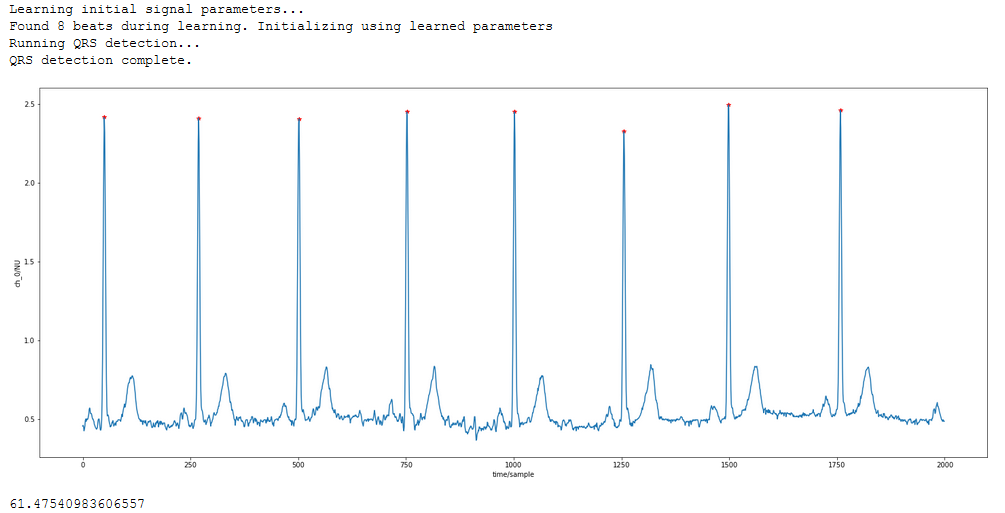 Learning initial signal parameters...
Found 8 beats during learning. Initializing using learned parameters
Running QRS detection...
QRS detection complete.
2.5
2.0
1.5
1.0
0.5
ch_0/NU
0 250 500 750 1000 1250 1500 1750 2000
time/sample
61.47540983606557